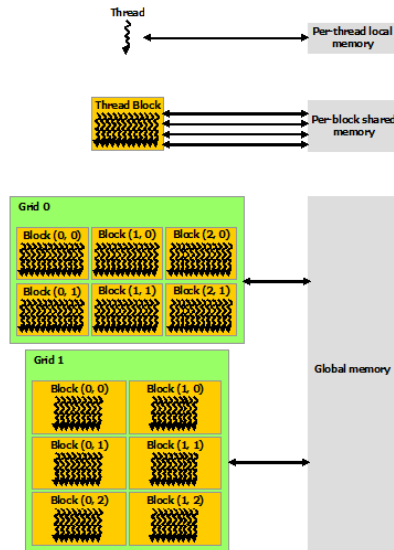 Thread
Per-thread local
memory
Thread Block
Per-block shared
memory
Grid 0
Block (0, 0) Block (1, 0) Block (2, 0)
Block (0, 1) Block (1, 1) Block (2, 1)
Global memory
Grid 1
Block (0, 0) Block (1, 0)
Block (0, 1) Block (1, 1)
Block (0, 2) Block (1, 2)